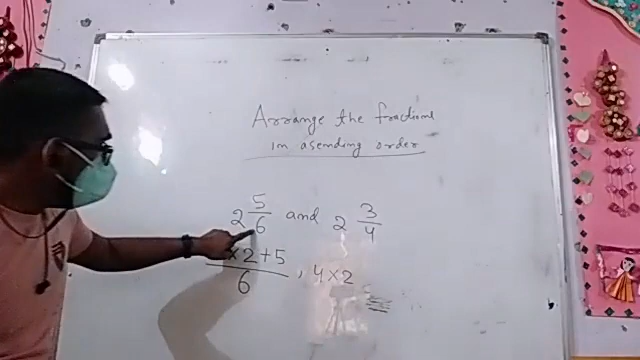 Arrange the fractions
in asending order
2 5/6 and 2 3/4
×2+5/6 , 4×2